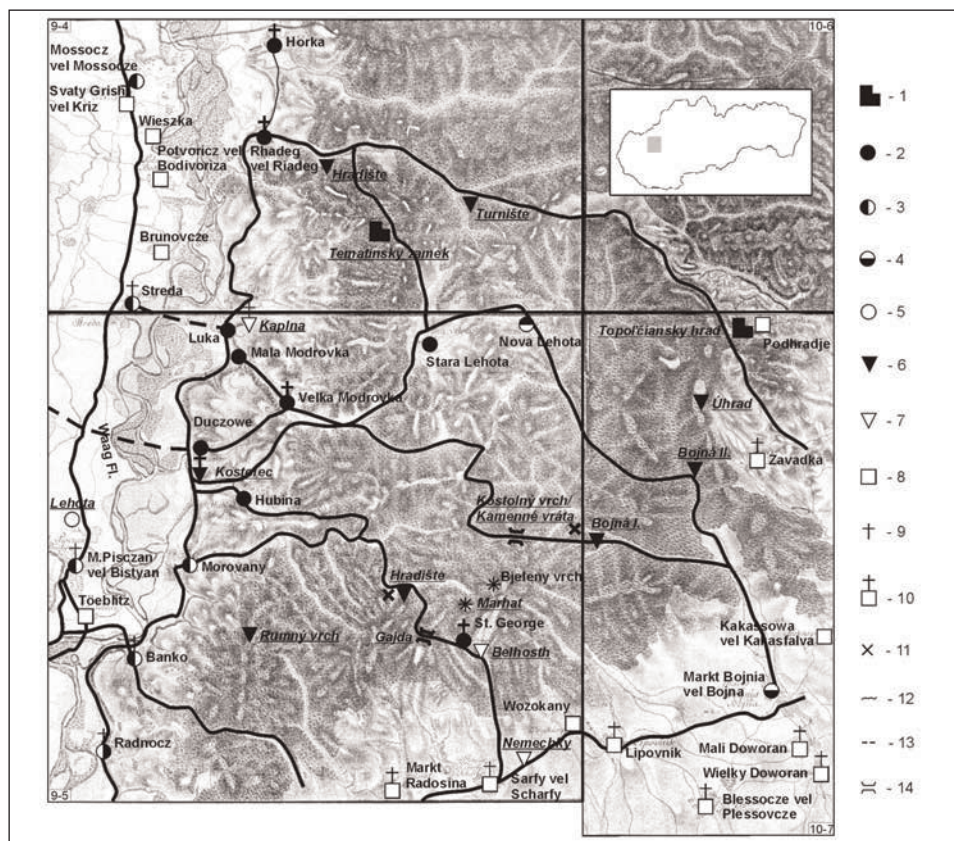 9-4
10-6
Horka
Mossocz
vel Mossocze
Svaty Grish
vel Kriz
Wieszka
Potvoricz vel
Bodivoriza
Rhadeg
vel Riadeg
Hradište
Turnište
Brunovcze
Tematínsky zámek
Streda
Kaplna
Luka
Mala Modrovka
Stara Lehota
Nova Lehota
Topoľčiansky hrad
Podhradje
Velka Modrovka
Úhrad
Duczowe
Waag Fl.
Kostolec
Bojná II.
Zavadka
Lehota
Hubina
Kostolný vrch/
Kamenné vráta
Bojná I.
M.Pisczan
vel Bistyan
Morovany
Hradište
Bjeleny vrch
Marhat
Töeblitz
St. George
Rumný vrch
Gajda
Belhosth
Kakassowa
vel Kakasfalva
Banko
Markt Bojnia
vel Bojna
Wozokany
Radnocz
Nemechky
Lipovnik
Mali Doworan
Markt
Radosina
Sarfy vel
Scharfy
Wielky Doworan
Blessocze vel
Plessovcze
9-5
10-7
- 1
- 2
- 3
- 4
- 5
- 6
- 7
- 8
- 9
- 10
- 11
- 12
- 13
- 14